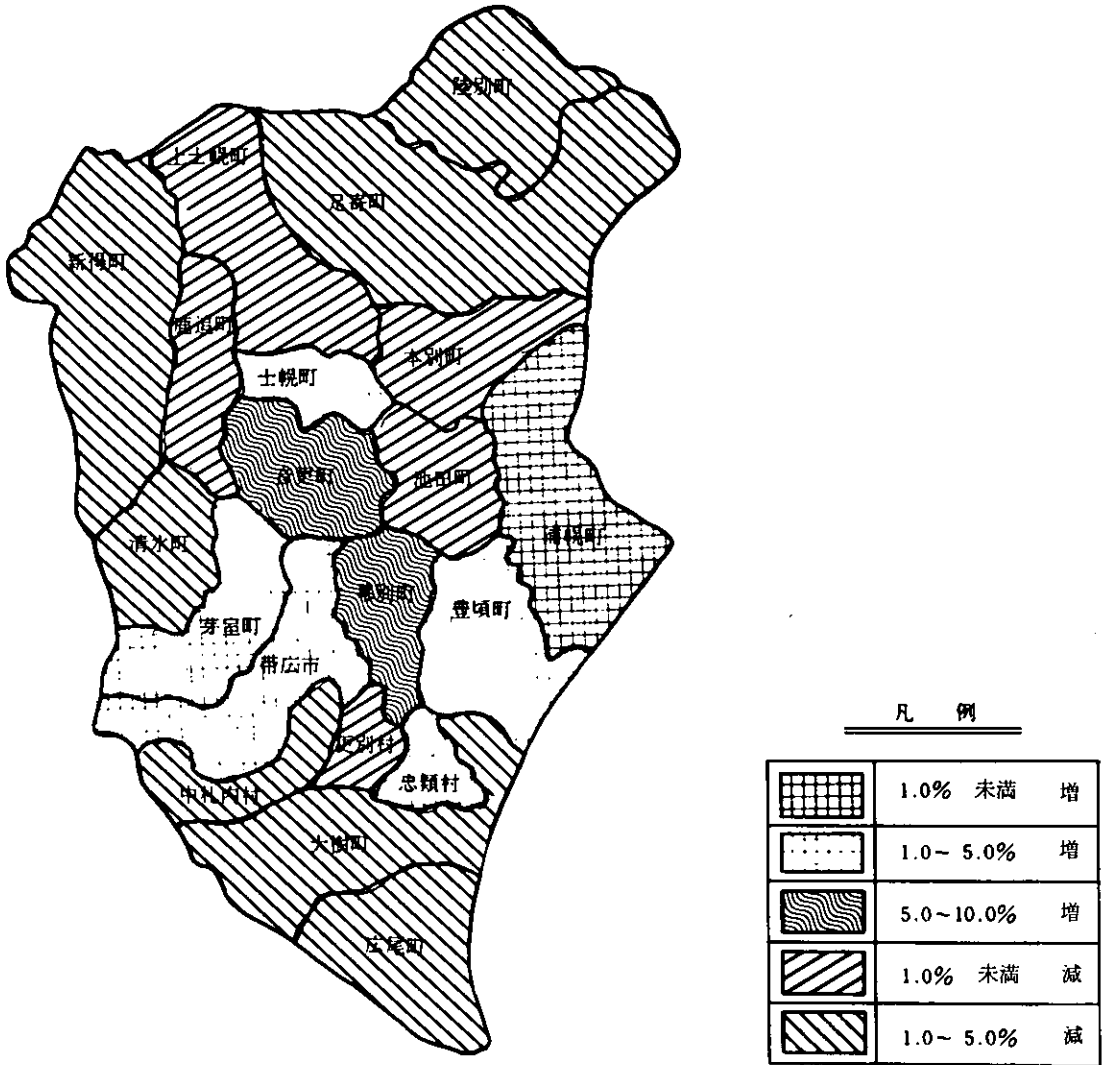 陸別町
上士幌町
足寄町
新得町
鹿追町
本別町
士幌町
音更町
池田町
清水町
浦幌町
幕別町
芽室町
豊頃町
帯広市
更別村
忠類村
中札内村
大樹町
広尾町
凡 例
1.0% 未満 増
1.0~ 5.0% 増
5.0~10.0% 増
1.0% 未満 減
1.0~ 5.0% 減